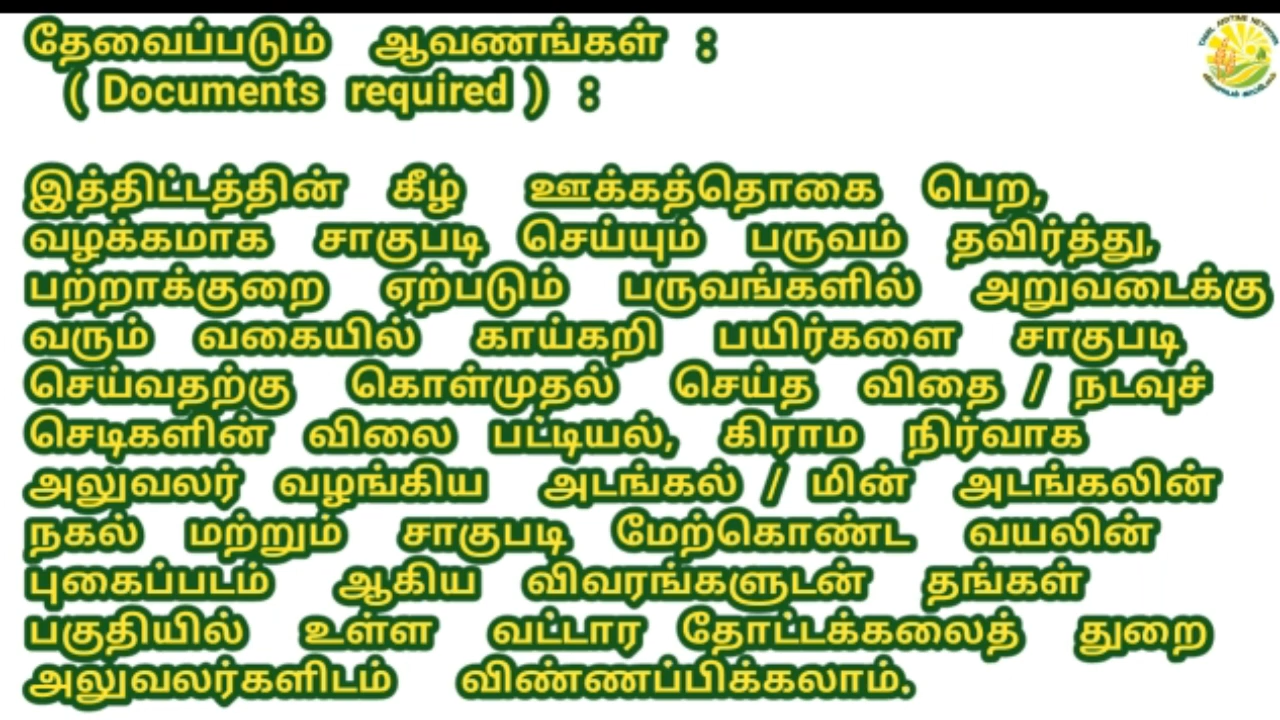 தேவைப்படும் ஆவணங்கள் :
( Documents required ) :
இத்திட்டத்தின் கீழ் ஊக்கத்தொகை பெற,
வழக்கமாக சாகுபடி செய்யும் பருவம் தவிர்த்து,
பற்றாக்குறை ஏற்படும் பருவங்களில் அறுவடைக்கு
வரும் வகையில் காய்கறி பயிர்களை சாகுபடி
செய்வதற்கு கொள்முதல் செய்த விதை / நடவுச்
செடிகளின் விலை பட்டியல், கிராம நிர்வாக
அலுவலர் வழங்கிய அடங்கல் / மின் அடங்கலின்
நகல் மற்றும் சாகுபடி மேற்கொண்ட வயலின்
புகைப்படம் ஆகிய விவரங்களுடன் தங்கள்
பகுதியில் உள்ள வட்டார தோட்டக்கலைத் துறை
அலுவலர்களிடம் விண்ணப்பிக்கலாம்.